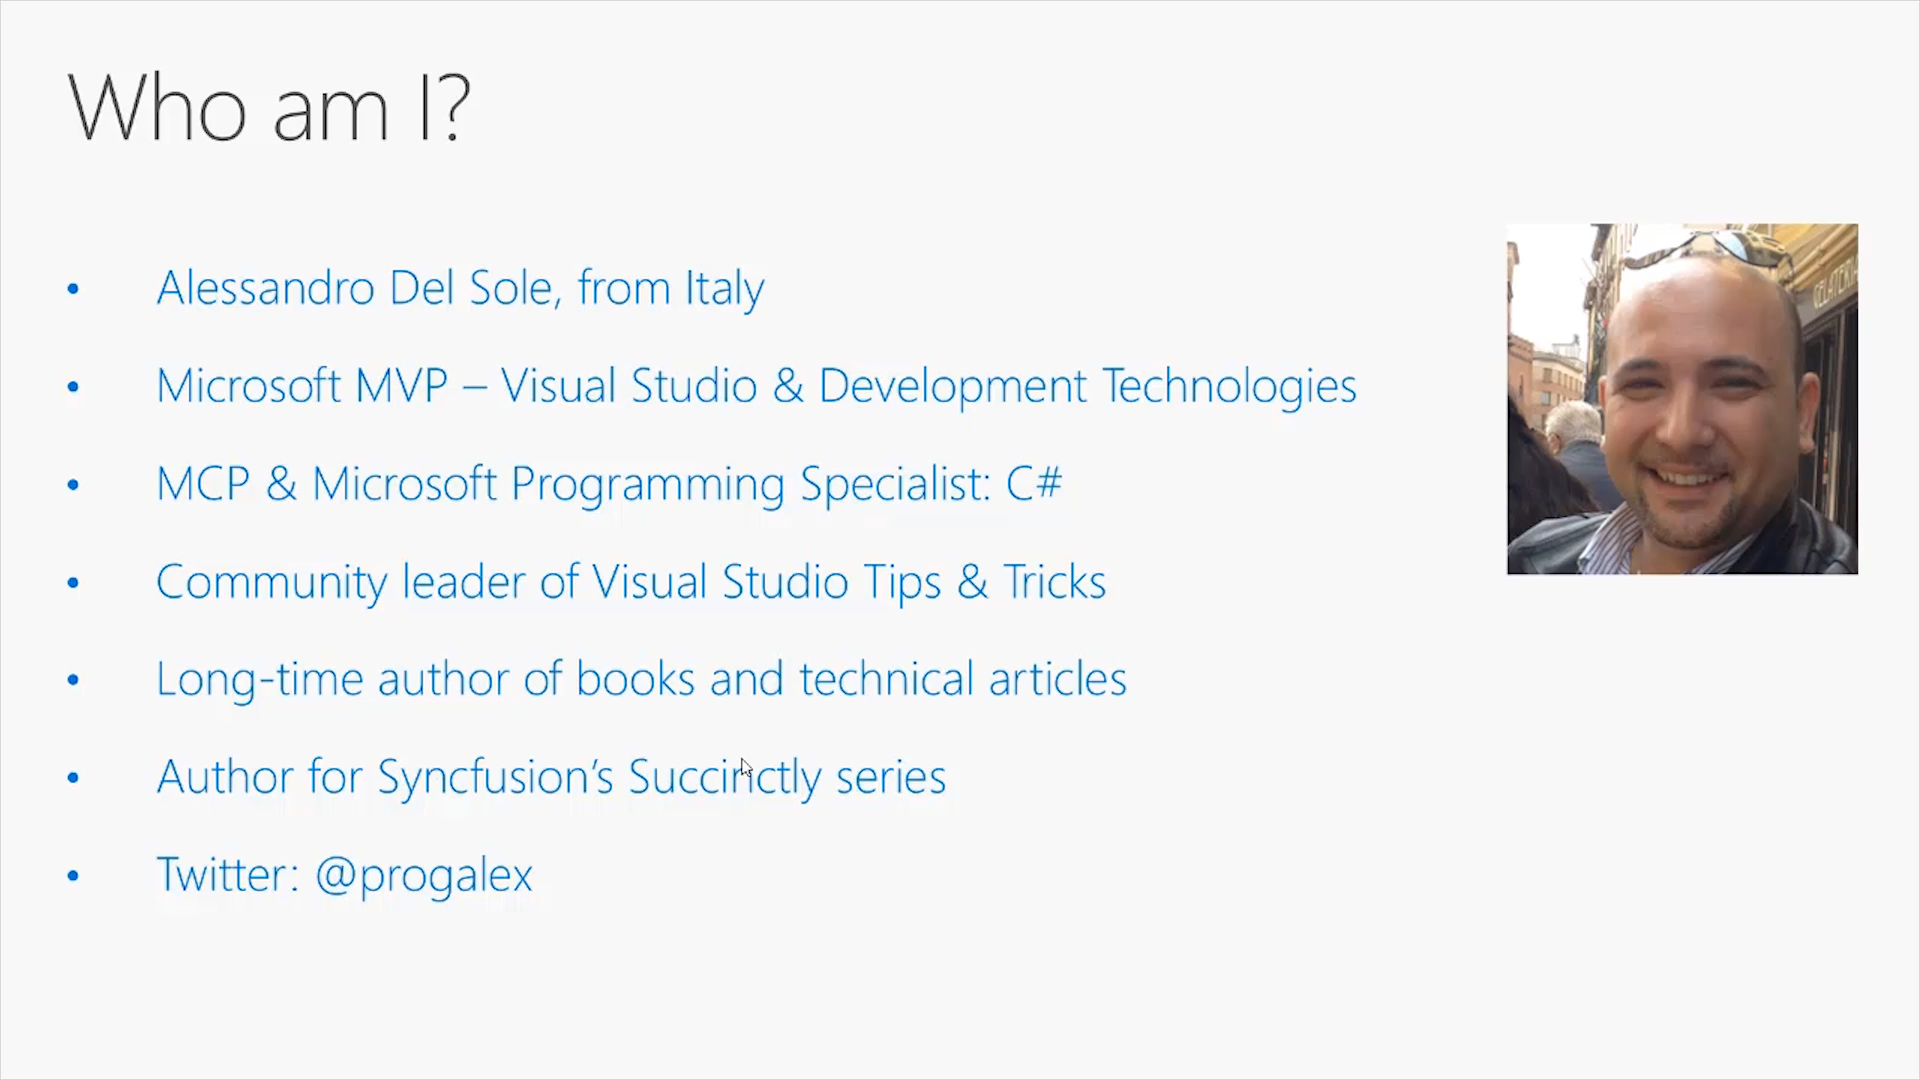 Who am I?
• Alessandro Del Sole, from Italy
• Microsoft MVP – Visual Studio & Development Technologies
• MCP & Microsoft Programming Specialist: C#
• Community leader of Visual Studio Tips & Tricks
• Long-time author of books and technical articles
• Author for Syncfusion’s Succinctly series
• Twitter: @progalex
GELATERIA